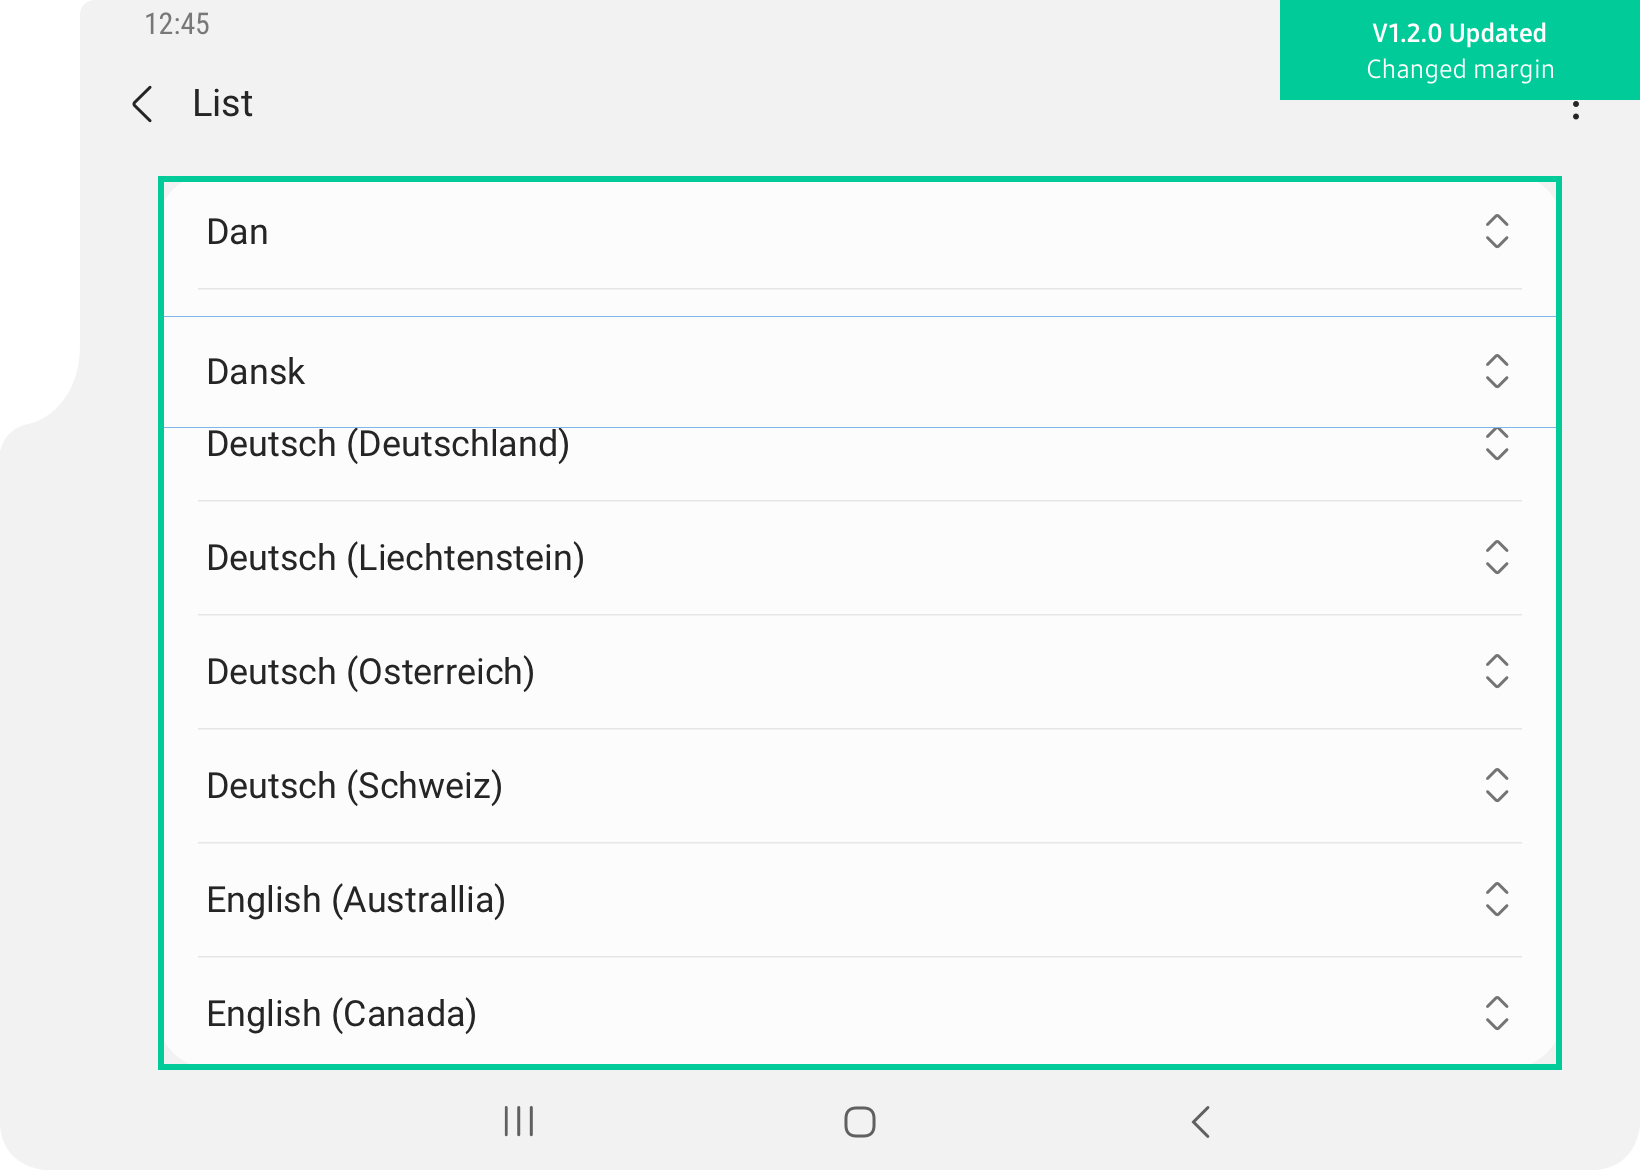 12:45
V1.2.0 Updated
Changed margin
List
Dan
Dansk
Deutsch (Deutschland)
Deutsch (Liechtenstein)
Deutsch (Osterreich)
Deutsch (Schweiz)
English (Australlia)
English (Canada)